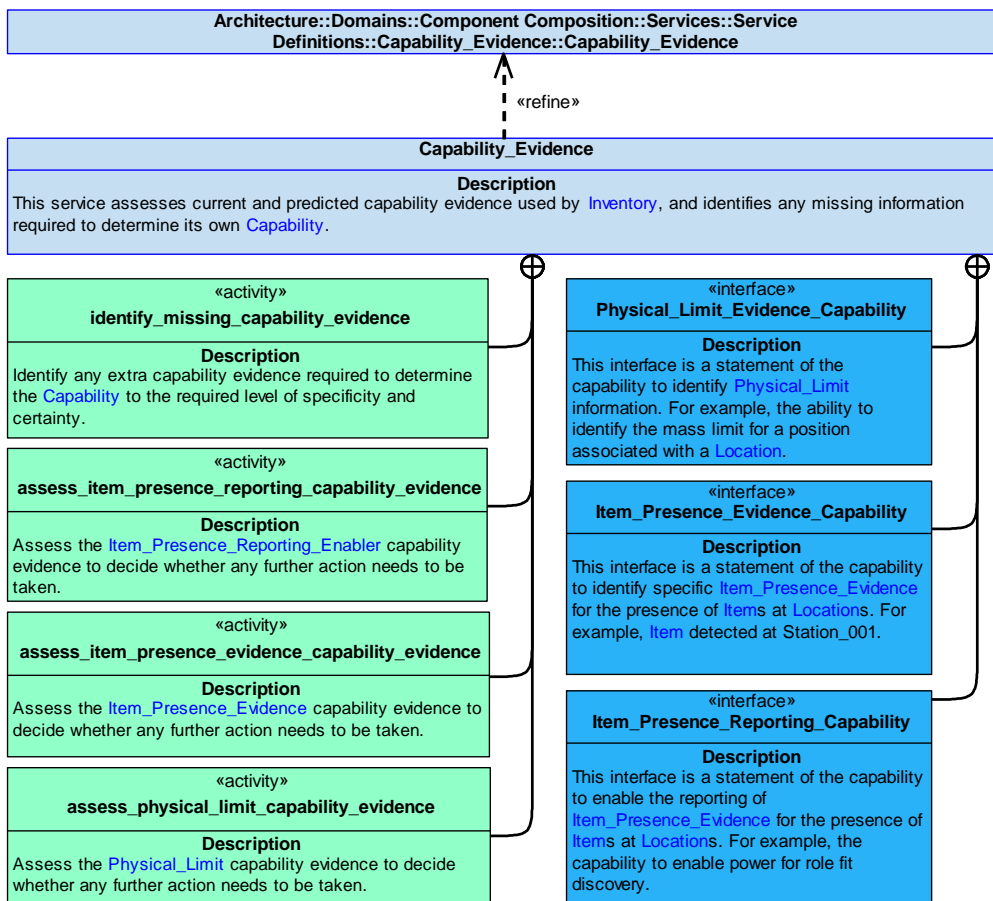 Architecture::Domains::Component Composition::Services::Service
Definitions::Capability_Evidence::Capability_Evidence
«refine»
Capability_Evidence
Description
This service assesses current and predicted capability evidence used by Inventory, and identifies any missing information
required to determine its own Capability.
«activity»
identify_missing_capability_evidence
Description
Identify any extra capability evidence required to determine
the Capability to the required level of specificity and
certainty.
«activity»
assess_item_presence_reporting_capability_evidence
Description
Assess the Item_Presence_Reporting_Enabler capability
evidence to decide whether any further action needs to be
taken.
«activity»
assess_item_presence_evidence_capability_evidence
Description
Assess the Item_Presence_Evidence capability evidence to
decide whether any further action needs to be taken.
«activity»
assess_physical_limit_capability_evidence
Description
Assess the Physical_Limit capability evidence to decide
whether any further action needs to be taken.
«interface»
Physical_Limit_Evidence_Capability
Description
This interface is a statement of the
capability to identify Physical_Limit
information. For example, the ability to
identify the mass limit for a position
associated with a Location.
«interface»
Item_Presence_Evidence_Capability
Description
This interface is a statement of the capability
to identify specific Item_Presence_Evidence
for the presence of Items at Locations. For
example, Item detected at Station_001.
«interface»
Item_Presence_Reporting_Capability
Description
This interface is a statement of the capability
to enable the reporting of
Item_Presence_Evidence for the presence of
Items at Locations. For example, the
capability to enable power for role fit
discovery.